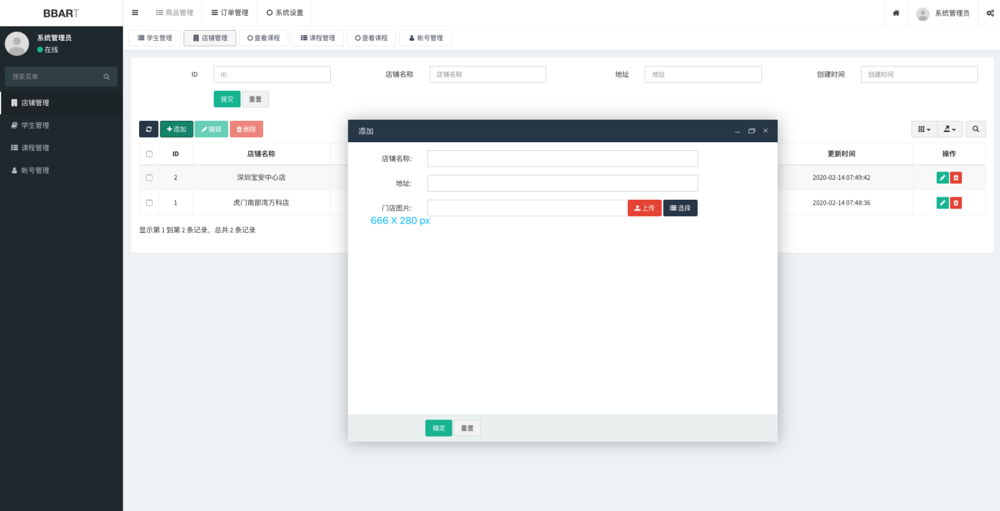 BBART
商品管理
订单管理
系统设置
系统管理员
系统管理员
在线
学生管理
店铺管理
查看课程
课程管理
查看课程
帐号管理
搜索菜单
店铺管理
学生管理
课程管理
帐号管理
ID
ID
店铺名称
店铺名称
地址
地址
创建时间
创建时间
提交
重置
添加
编辑
删除
ID
店铺名称
更新时间
操作
2
深圳宝安中心店
2020-02-14 07:49:42
1
虎门南部湾万科店
2020-02-14 07:48:36
显示第 1 到第 2 条记录，总共 2 条记录
添加
店铺名称:
地址:
门店图片:
上传
选择
666 X 280 px
确定
重置